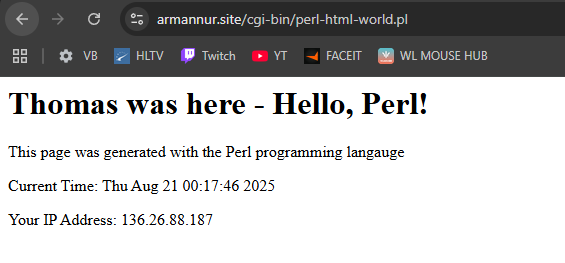 armannur.site/cgi-bin/perl-html-world.pl
VB HLTV Twitch YT FACEIT WL MOUSE HUB
Thomas was here - Hello, Perl!
This page was generated with the Perl programming langauge
Current Time: Thu Aug 21 00:17:46 2025
Your IP Address: 136.26.88.187